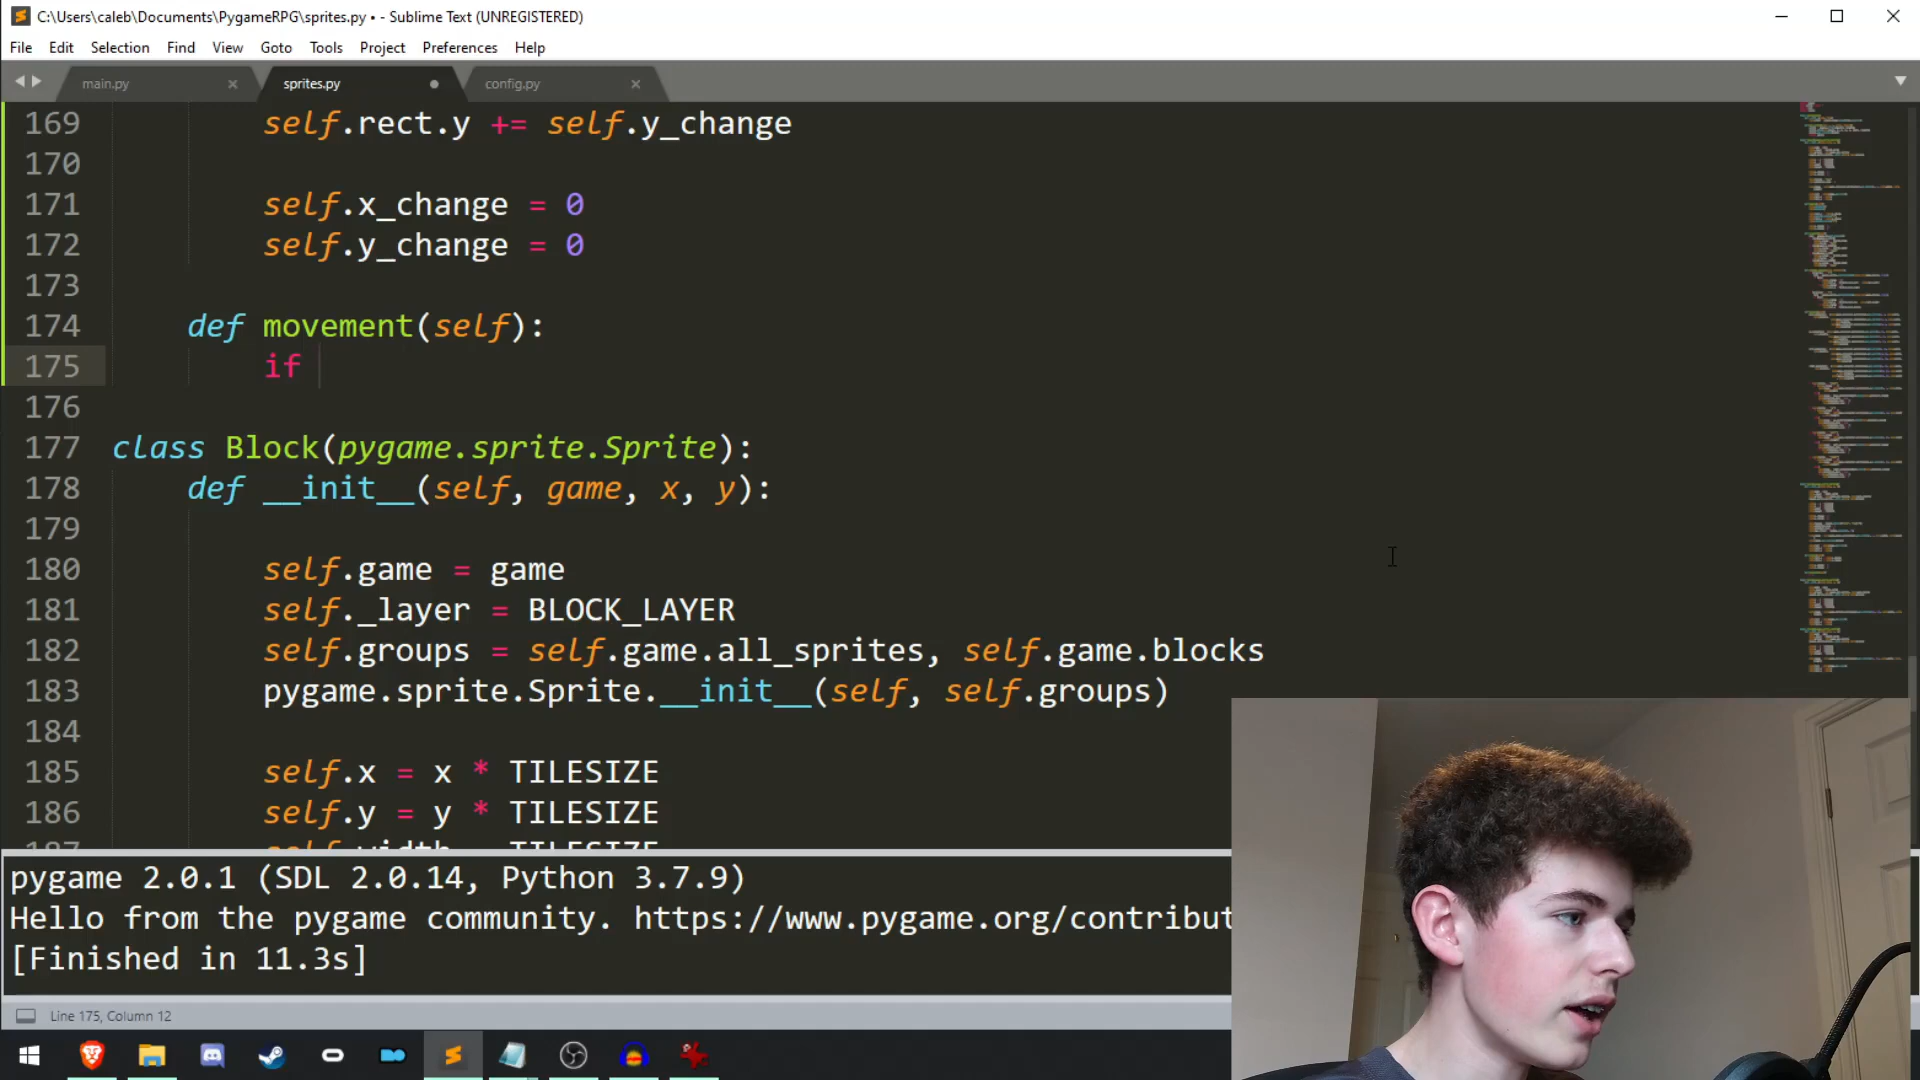 C:\Users\caleb\Documents\PygameRPG\sprites.py • - Sublime Text (UNREGISTERED)
File Edit Selection Find View Goto Tools Project Preferences Help
main.py sprites.py config.py
169 self.rect.y += self.y_change
170
171 self.x_change = 0
172 self.y_change = 0
173
174 def movement(self):
175 if
176
177 class Block(pygame.sprite.Sprite):
178 def __init__(self, game, x, y):
179
180 self.game = game
181 self._layer = BLOCK_LAYER
182 self.groups = self.game.all_sprites, self.game.blocks
183 pygame.sprite.Sprite.__init__(self, self.groups)
184
185 self.x = x * TILESIZE
186 self.y = y * TILESIZE
187 self.width = TILESIZE
pygame 2.0.1 (SDL 2.0.14, Python 3.7.9)
Hello from the pygame community. https://www.pygame.org/contribut
[Finished in 11.3s]
Line 175, Column 12